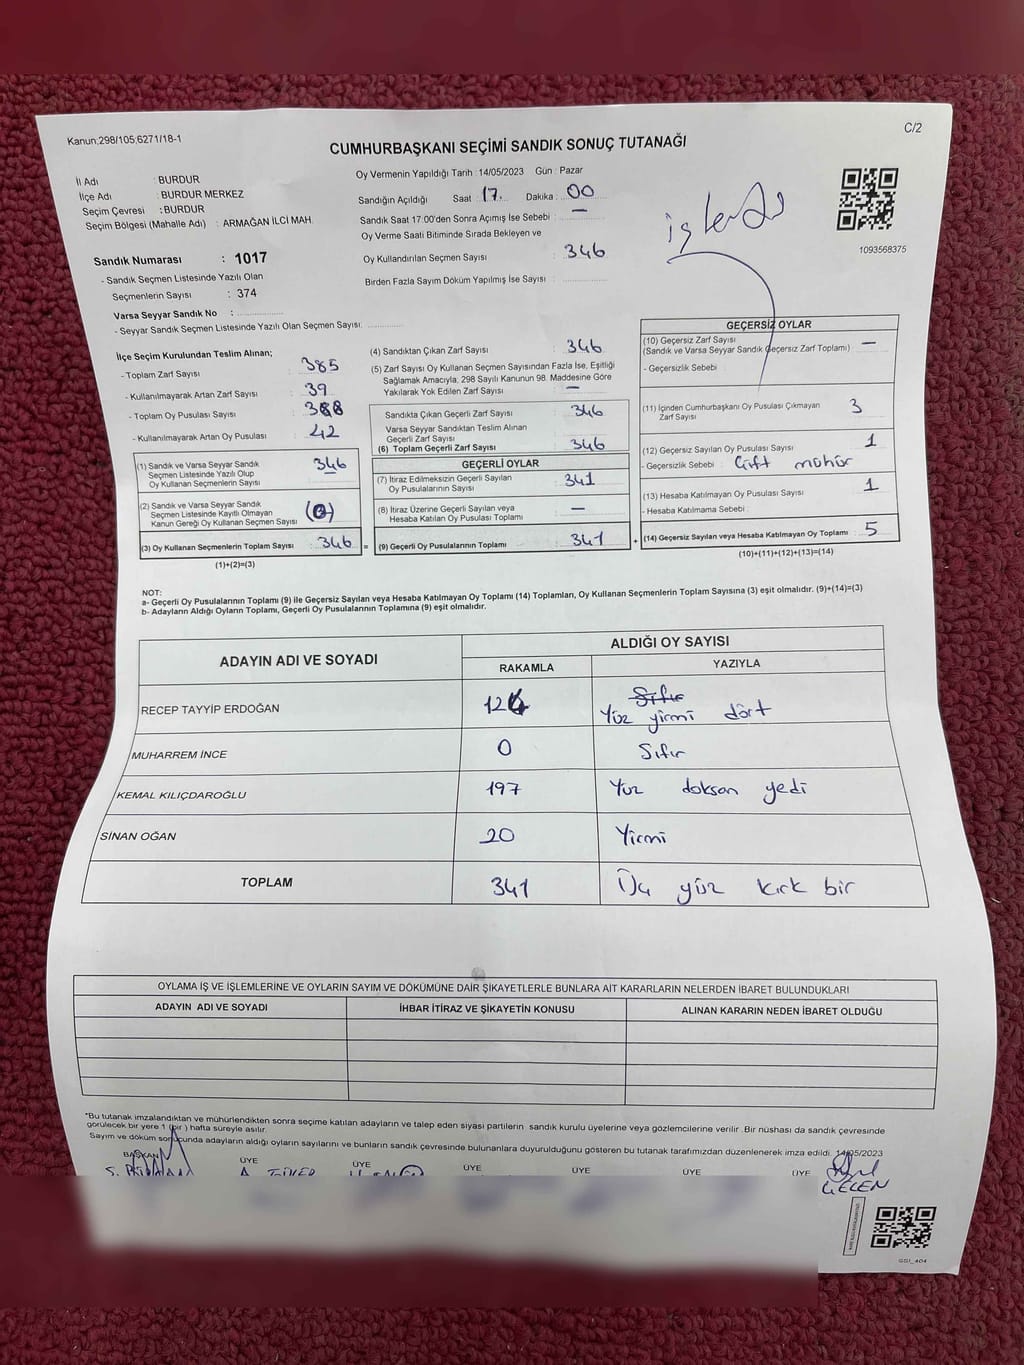 Kanun;298/105,6271/18-1
C/2
CUMHURBAŞKANI SEÇİMİ SANDIK SONUÇ TUTANAĞI
İl Adı : BURDUR
İlçe Adı : BURDUR MERKEZ
Seçim Çevresi : BURDUR
Seçim Bölgesi (Mahalle Adı) : ARMAĞAN İLCİ MAH.
Sandık Numarası : 1017
- Sandık Seçmen Listesinde Yazılı Olan
Seçmenlerin Sayısı : 374
Varsa Seyyar Sandık No :
- Seyyar Sandık Seçmen Listesinde Yazılı Olan Seçmen Sayısı:
Oy Vermenin Yapıldığı Tarih : 14/05/2023 Gün : Pazar
Sandığın Açıldığı Saat : 17. Dakika : 00
Sandık Saat 17:00'den Sonra Açımış İse Sebebi : —
Oy Verme Saati Bitiminde Sırada Bekleyen ve
Oy Kullandırılan Seçmen Sayısı : 346
Birden Fazla Sayım Döküm Yapılmış İse Sayısı :
işlendi
1093568375
İlçe Seçim Kurulundan Teslim Alınan;
- Toplam Zarf Sayısı : 385
- Kullanılmayarak Artan Zarf Sayısı : 39
- Toplam Oy Pusulası Sayısı : 388
- Kullanılmayarak Artan Oy Pusulası : 42
(1) Sandık ve Varsa Seyyar Sandık
Seçmen Listesinde Yazılı Olup
Oy Kullanan Seçmenlerin Sayısı : 346
(2) Sandık ve Varsa Seyyar Sandık
Seçmen Listesinde Kayıtlı Olmayan
Kanun Gereği Oy Kullanan Seçmen Sayısı : (0)
(3) Oy Kullanan Seçmenlerin Toplam Sayısı : 346
(1)+(2)=(3)
(4) Sandıktan Çıkan Zarf Sayısı : 346
(5) Zarf Sayısı Oy Kullanan Seçmen Sayısından Fazla İse, Eşitliği
Sağlamak Amacıyla, 298 Sayılı Kanunun 98. Maddesine Göre
Yakılarak Yok Edilen Zarf Sayısı : —
Sandıkta Çıkan Geçerli Zarf Sayısı : 346
Varsa Seyyar Sandıktan Teslim Alınan
Geçerli Zarf Sayısı :
(6) Toplam Geçerli Zarf Sayısı : 346
GEÇERLİ OYLAR
(7) İtiraz Edilmeksizin Geçerli Sayılan
Oy Pusulalarının Sayısı : 341
(8) İtiraz Üzerine Geçerli Sayılan veya
Hesaba Katılan Oy Pusulası Toplamı : —
= (9) Geçerli Oy Pusulalarının Toplamı : 341
GEÇERSİZ OYLAR
(10) Geçersiz Zarf Sayısı
(Sandık ve Varsa Seyyar Sandık Geçersiz Zarf Toplamı) : —
- Geçersizlik Sebebi :
(11) İçinden Cumhurbaşkanı Oy Pusulası Çıkmayan
Zarf Sayısı : 3
(12) Geçersiz Sayılan Oy Pusulası Sayısı : 1
- Geçersizlik Sebebi : Çift mühür
(13) Hesaba Katılmayan Oy Pusulası Sayısı : 1
- Hesaba Katılmama Sebebi :
+ (14) Geçersiz Sayılan veya Hesaba Katılmayan Oy Toplamı : 5
(10)+(11)+(12)+(13)=(14)
NOT:
a- Geçerli Oy Pusulalarının Toplamı (9) ile Geçersiz Sayılan veya Hesaba Katılmayan Oy Toplamı (14) Toplamları, Oy Kullanan Seçmenlerin Toplam Sayısına (3) eşit olmalıdır. (9)+(14)=(3)
b- Adayların Aldığı Oyların Toplamı, Geçerli Oy Pusulalarının Toplamına (9) eşit olmalıdır.
ADAYIN ADI VE SOYADI ALDIĞI OY SAYISI
RAKAMLA YAZIYLA
Sıfır
RECEP TAYYİP ERDOĞAN 124 Yüz yirmi dört
MUHARREM İNCE 0 Sıfır
KEMAL KILIÇDAROĞLU 197 Yüz doksan yedi
SİNAN OĞAN 20 Yirmi
TOPLAM 341 Üç yüz kırk bir
OYLAMA İŞ VE İŞLEMLERİNE VE OYLARIN SAYIM VE DÖKÜMÜNE DAİR ŞİKAYETLERLE BUNLARA AİT KARARLARIN NELERDEN İBARET BULUNDUKLARI
ADAYIN ADI VE SOYADI İHBAR İTİRAZ VE ŞİKAYETİN KONUSU ALINAN KARARIN NEDEN İBARET OLDUĞU
*Bu tutanak imzalandıktan ve mühürlendikten sonra seçime katılan adayların ve talep eden siyasi partilerin sandık kurulu üyelerine veya gözlemcilerine verilir. Bir nüshası da sandık çevresinde
görülecek bir yere 1 (bir) hafta süreyle asılır.
Sayım ve döküm sonucunda adayların aldığı oyların sayılarını ve bunların sandık çevresinde bulunanlara duyurulduğunu gösteren bu tutanak tarafımızdan düzenlenerek imza edildi. 14/05/2023
BAŞKAN ÜYE ÜYE ÜYE ÜYE ÜYE ÜYE
GSI_404